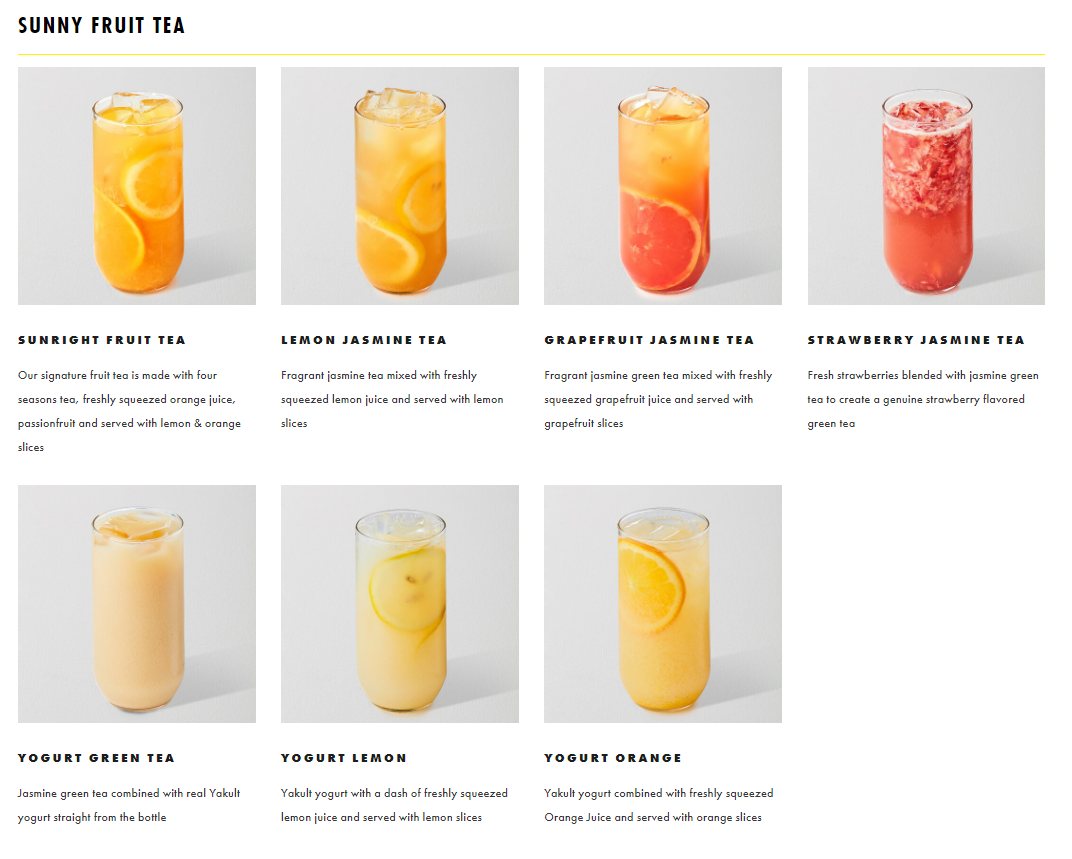 SUNNY FRUIT TEA
SUNRIGHT FRUIT TEA
Our signature fruit tea is made with four
seasons tea, freshly squeezed orange juice,
passionfruit and served with lemon & orange
slices
LEMON JASMINE TEA
Fragrant jasmine tea mixed with freshly
squeezed lemon juice and served with lemon
slices
GRAPEFRUIT JASMINE TEA
Fragrant jasmine green tea mixed with freshly
squeezed grapefruit juice and served with
grapefruit slices
STRAWBERRY JASMINE TEA
Fresh strawberries blended with jasmine green
tea to create a genuine strawberry flavored
green tea
YOGURT GREEN TEA
Jasmine green tea combined with real Yakult
yogurt straight from the bottle
YOGURT LEMON
Yakult yogurt with a dash of freshly squeezed
lemon juice and served with lemon slices
YOGURT ORANGE
Yakult yogurt combined with freshly squeezed
Orange Juice and served with orange slices